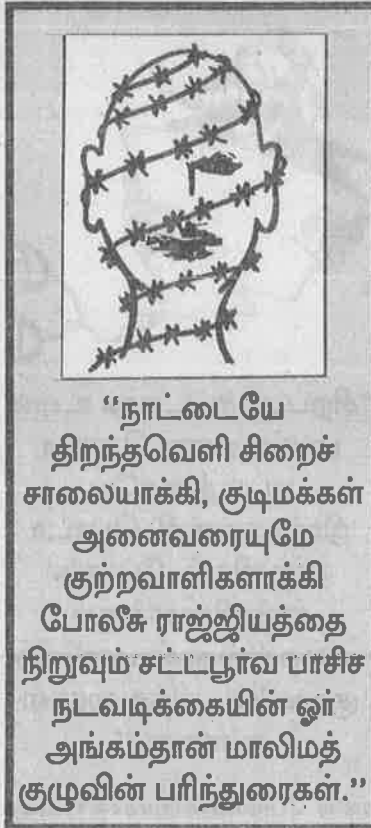 “நாட்டையே
திறந்தவெளி சிறைச்
சாலையாக்கி, குடிமக்கள்
அனைவரையுமே
குற்றவாளிகளாக்கி
போலீசு ராஜ்ஜியத்தை
நிறுவும் சட்டபூர்வ பாசிச
நடவடிக்கையின் ஓர்
அங்கம்தான் மாலிமத்
குழுவின் பரிந்துரைகள்.”